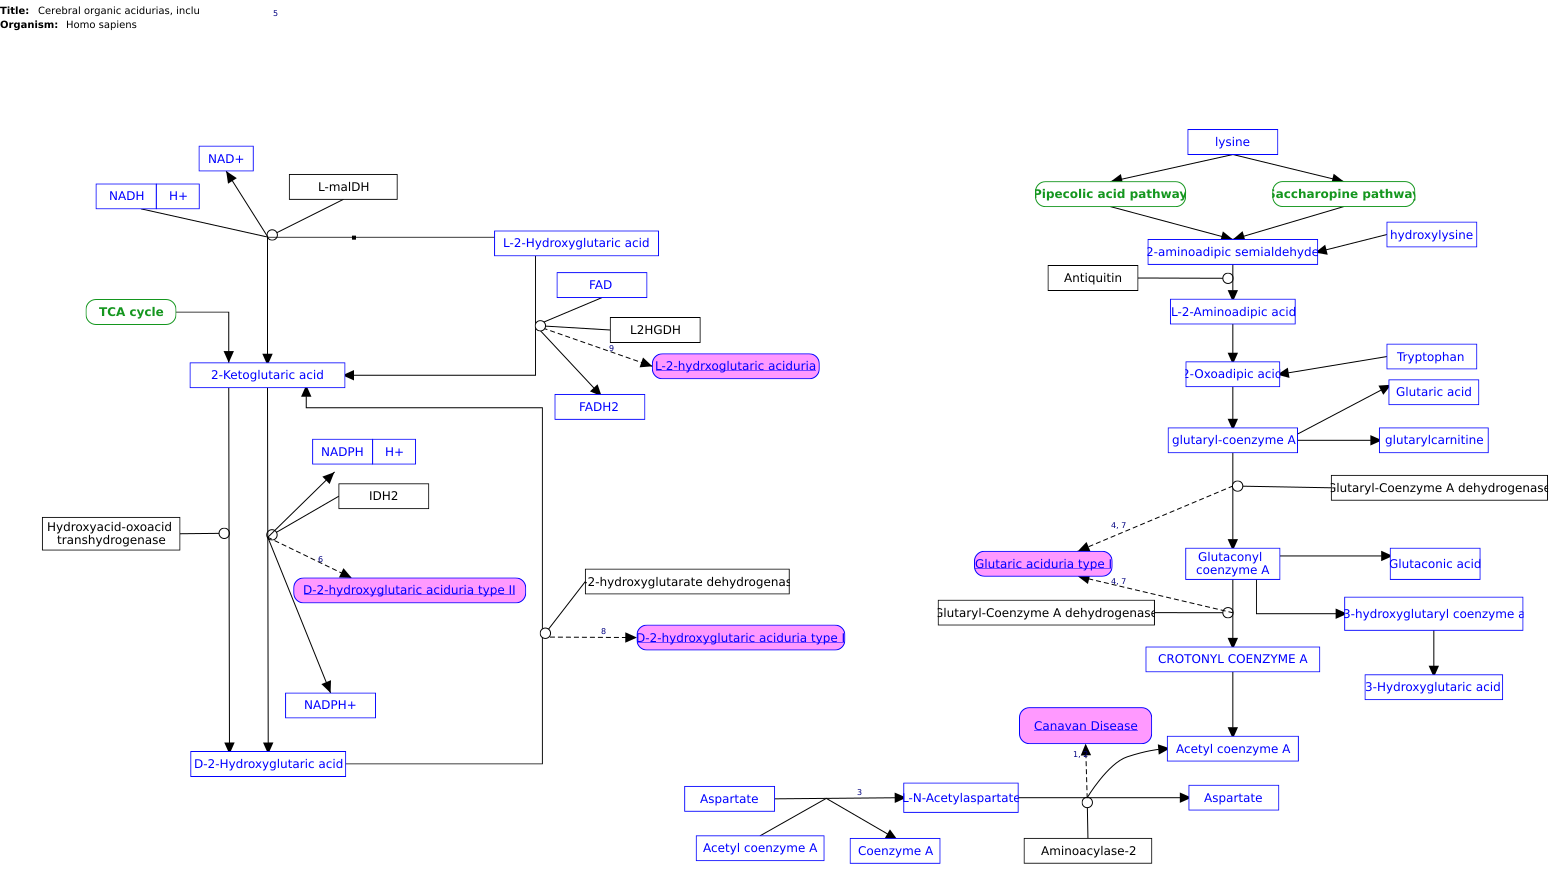 Title: Cerebral organic acidurias, inclu
5
Organism: Homo sapiens
lysine
NAD+
L-malDH
NADH H+
Pipecolic acid pathway
Saccharopine pathway
L-2-Hydroxyglutaric acid
hydroxylysine
2-aminoadipic semialdehyde
Antiquitin
FAD
TCA cycle
L-2-Aminoadipic acid
L2HGDH
9
L-2-hydrxoglutaric aciduria
Tryptophan
2-Ketoglutaric acid
2-Oxoadipic acid
Glutaric acid
FADH2
glutaryl-coenzyme A
glutarylcarnitine
NADPH H+
IDH2
Glutaryl-Coenzyme A dehydrogenase
4, 7
Hydroxyacid-oxoacid
transhydrogenase
6
D-2-hydroxyglutaric aciduria type II
Glutaric aciduria type I
Glutaconyl
coenzyme A
Glutaconic acid
2-hydroxyglutarate dehydrogenas
4, 7
Glutaryl-Coenzyme A dehydrogenase
3-hydroxyglutaryl coenzyme a
8
D-2-hydroxyglutaric aciduria type I
CROTONYL COENZYME A
3-Hydroxyglutaric acid
NADPH+
Canavan Disease
1,
Acetyl coenzyme A
D-2-Hydroxyglutaric acid
Aspartate
3
L-N-Acetylaspartate
Aspartate
Acetyl coenzyme A
Coenzyme A
Aminoacylase-2